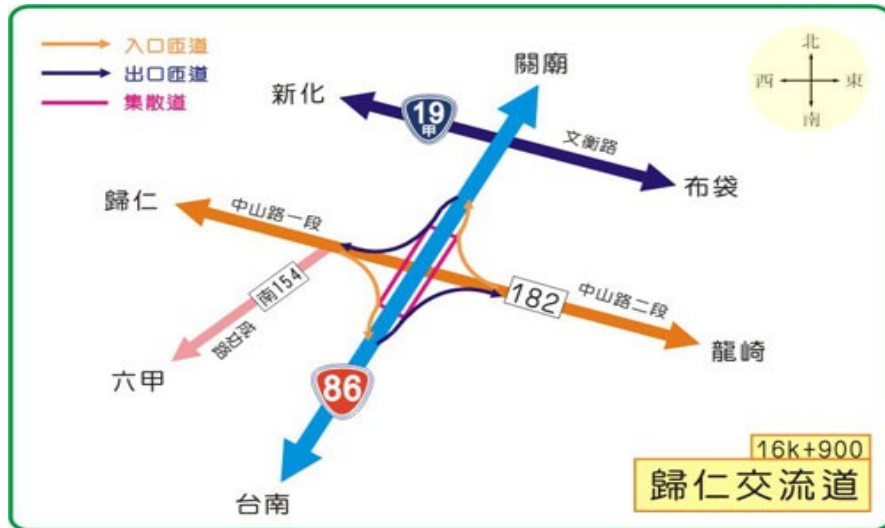 入口匝道
出口匝道
集散道
關廟
北
西
東
南
新化
19
甲
文衡路
布袋
歸仁
中山路一段
南154
成功路
182
中山路二段
龍崎
六甲
86
台南
16k+900
歸仁交流道